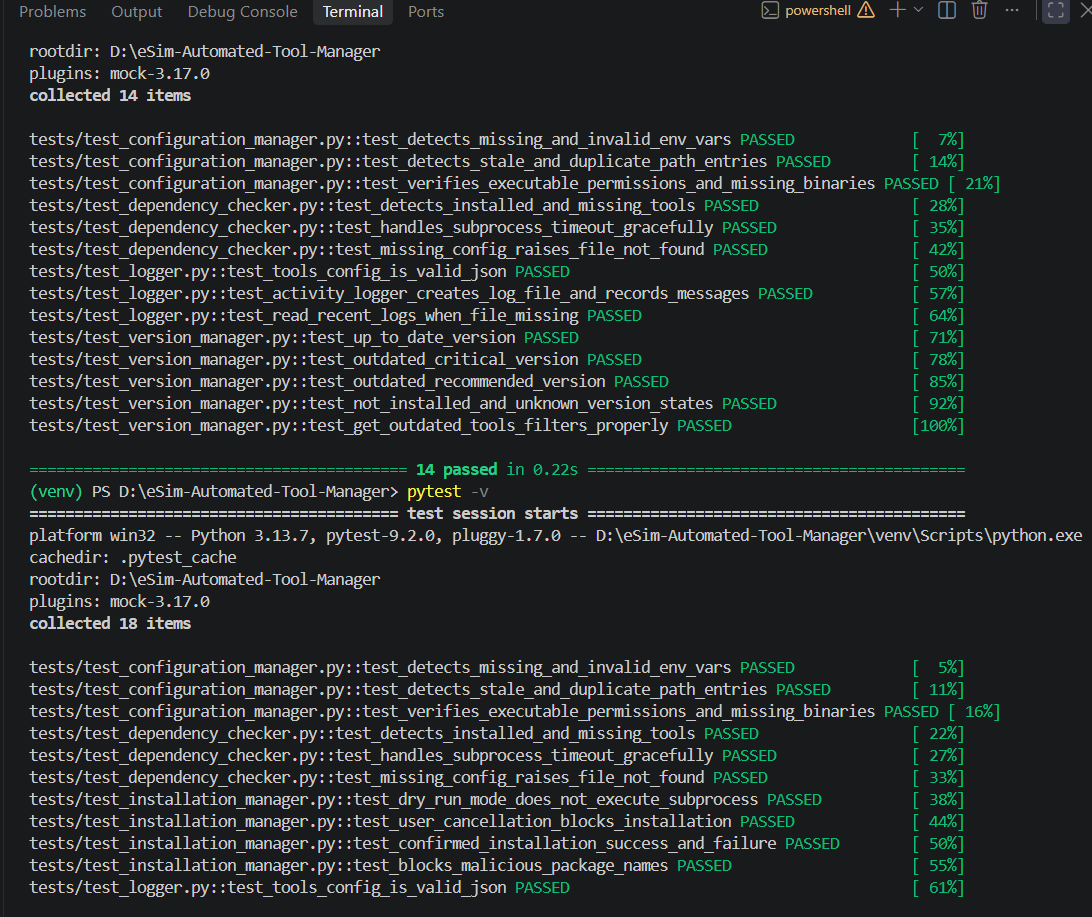 Problems Output Debug Console Terminal Ports powershell
rootdir: D:\eSim-Automated-Tool-Manager
plugins: mock-3.17.0
collected 14 items
tests/test_configuration_manager.py::test_detects_missing_and_invalid_env_vars PASSED [  7%]
tests/test_configuration_manager.py::test_detects_stale_and_duplicate_path_entries PASSED [ 14%]
tests/test_configuration_manager.py::test_verifies_executable_permissions_and_missing_binaries PASSED [ 21%]
tests/test_dependency_checker.py::test_detects_installed_and_missing_tools PASSED [ 28%]
tests/test_dependency_checker.py::test_handles_subprocess_timeout_gracefully PASSED [ 35%]
tests/test_dependency_checker.py::test_missing_config_raises_file_not_found PASSED [ 42%]
tests/test_logger.py::test_tools_config_is_valid_json PASSED [ 50%]
tests/test_logger.py::test_activity_logger_creates_log_file_and_records_messages PASSED [ 57%]
tests/test_logger.py::test_read_recent_logs_when_file_missing PASSED [ 64%]
tests/test_version_manager.py::test_up_to_date_version PASSED [ 71%]
tests/test_version_manager.py::test_outdated_critical_version PASSED [ 78%]
tests/test_version_manager.py::test_outdated_recommended_version PASSED [ 85%]
tests/test_version_manager.py::test_not_installed_and_unknown_version_states PASSED [ 92%]
tests/test_version_manager.py::test_get_outdated_tools_filters_properly PASSED [100%]
========================================== 14 passed in 0.22s ==========================================
(venv) PS D:\eSim-Automated-Tool-Manager> pytest -v
========================================= test session starts ==========================================
platform win32 -- Python 3.13.7, pytest-9.2.0, pluggy-1.7.0 -- D:\eSim-Automated-Tool-Manager\venv\Scripts\python.exe
cachedir: .pytest_cache
rootdir: D:\eSim-Automated-Tool-Manager
plugins: mock-3.17.0
collected 18 items
tests/test_configuration_manager.py::test_detects_missing_and_invalid_env_vars PASSED [  5%]
tests/test_configuration_manager.py::test_detects_stale_and_duplicate_path_entries PASSED [ 11%]
tests/test_configuration_manager.py::test_verifies_executable_permissions_and_missing_binaries PASSED [ 16%]
tests/test_dependency_checker.py::test_detects_installed_and_missing_tools PASSED [ 22%]
tests/test_dependency_checker.py::test_handles_subprocess_timeout_gracefully PASSED [ 27%]
tests/test_dependency_checker.py::test_missing_config_raises_file_not_found PASSED [ 33%]
tests/test_installation_manager.py::test_dry_run_mode_does_not_execute_subprocess PASSED [ 38%]
tests/test_installation_manager.py::test_user_cancellation_blocks_installation PASSED [ 44%]
tests/test_installation_manager.py::test_confirmed_installation_success_and_failure PASSED [ 50%]
tests/test_installation_manager.py::test_blocks_malicious_package_names PASSED [ 55%]
tests/test_logger.py::test_tools_config_is_valid_json PASSED [ 61%]